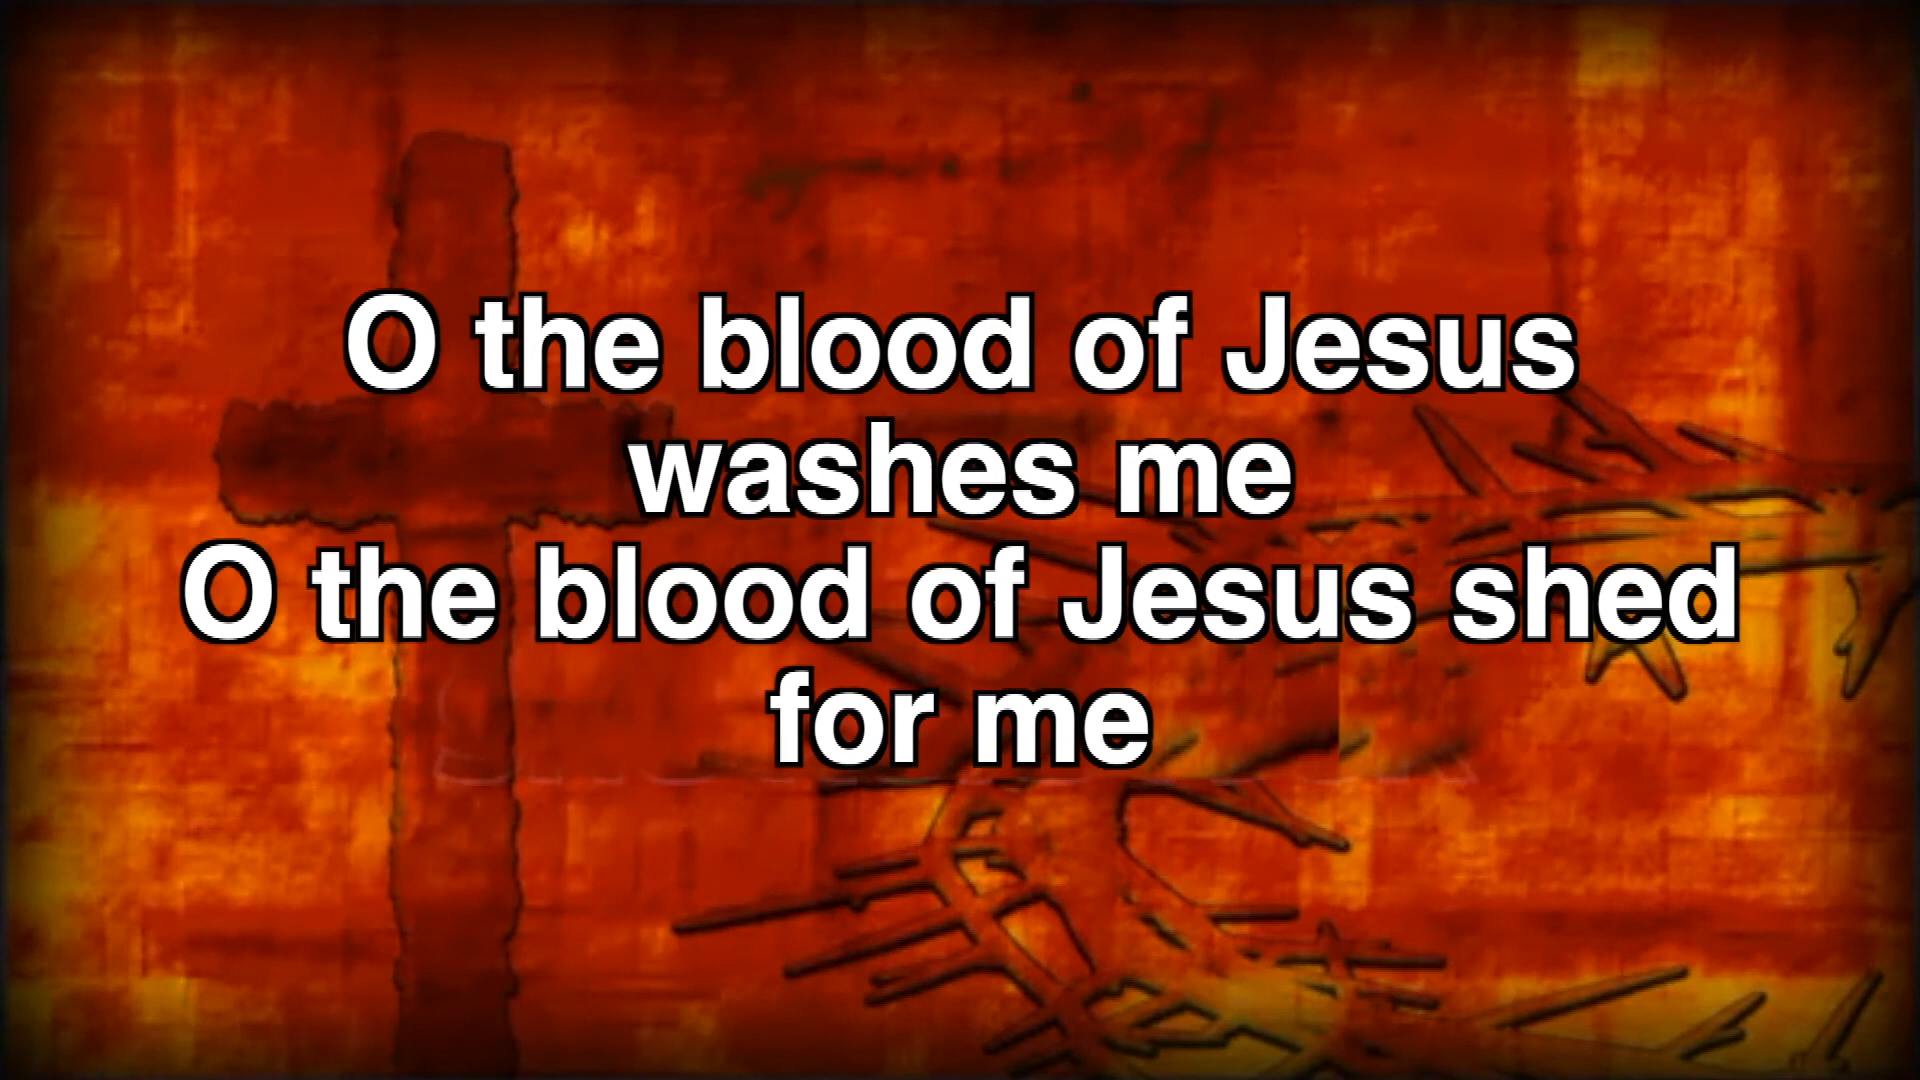 O the blood of Jesus
washes me
O the blood of Jesus shed
for me